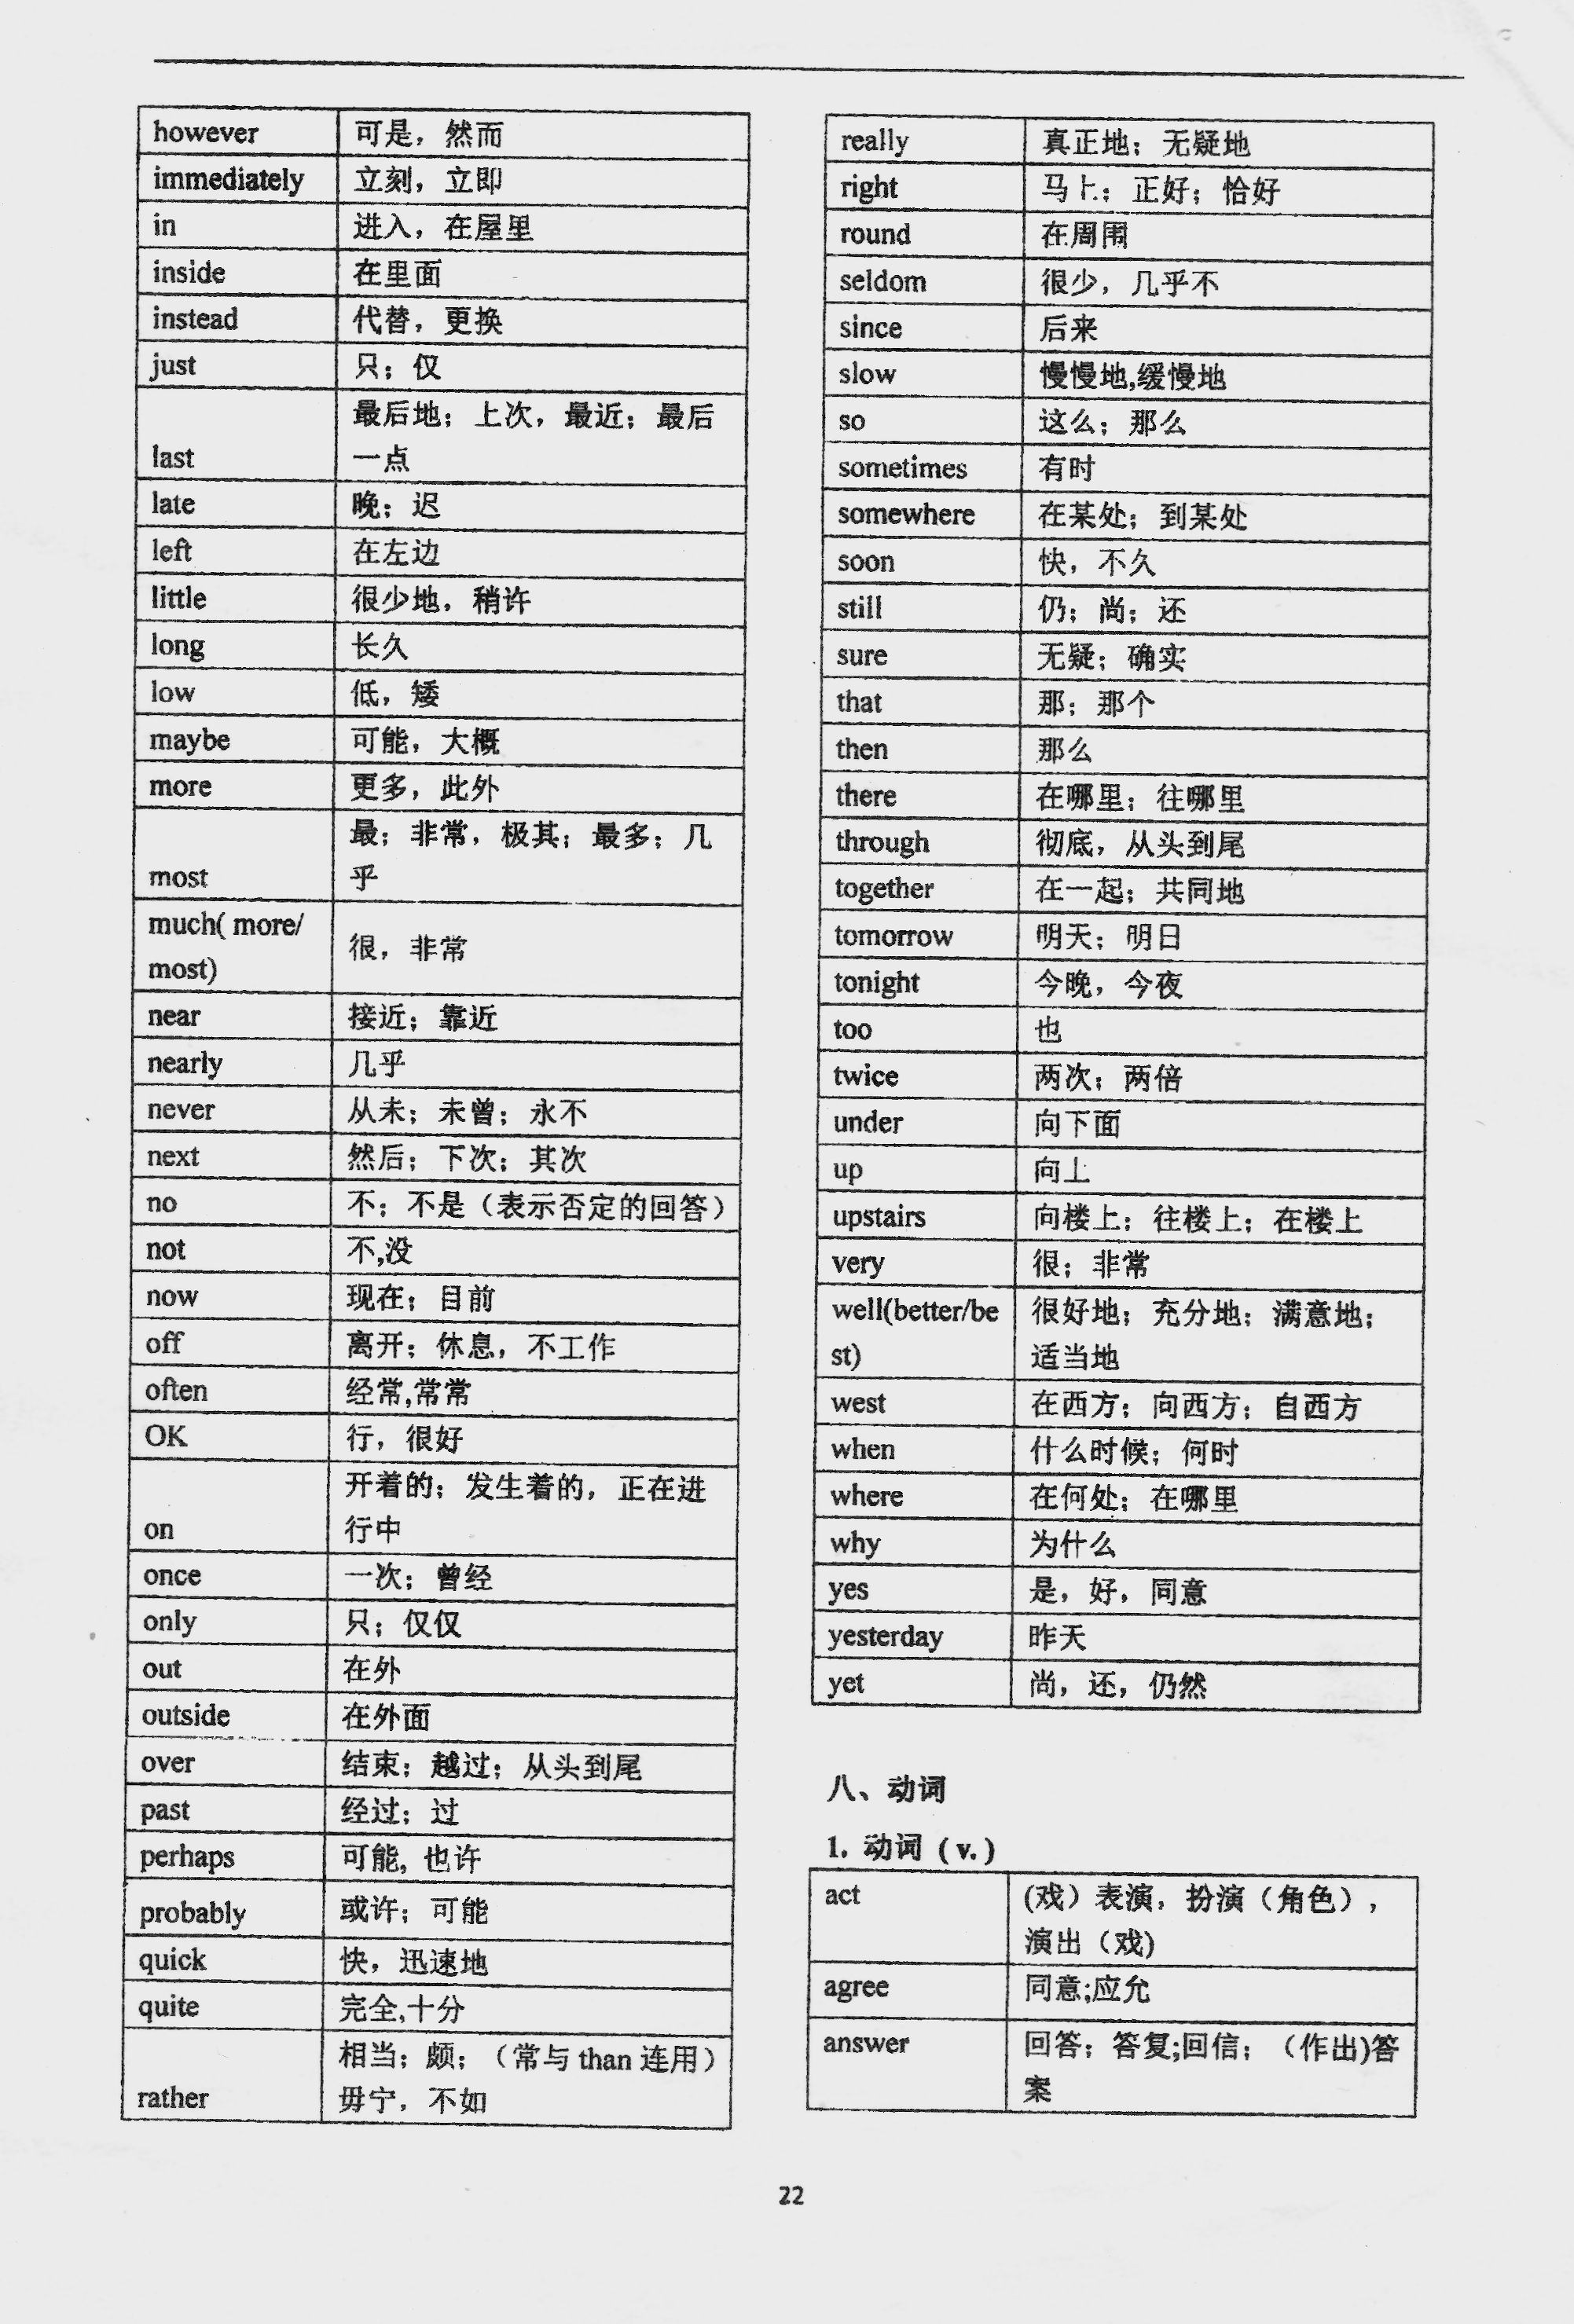 however 可是，然而
immediately 立刻，立即
in 进入，在屋里
inside 在里面
instead 代替，更换
just 只；仅
最后地；上次，最近；最后
last 一点
late 晚；迟
left 在左边
little 很少地，稍许
long 长久
low 低，矮
maybe 可能，大概
more 更多，此外
最；非常，极其；最多；几
most 乎
much( more/
most) 很，非常
near 接近；靠近
nearly 几乎
never 从未；未曾；永不
next 然后；下次；其次
no 不；不是（表示否定的回答）
not 不,没
now 现在；目前
off 离开；休息，不工作
often 经常,常常
OK 行，很好
开着的；发生着的，正在进
on 行中
once 一次；曾经
only 只；仅仅
out 在外
outside 在外面
over 结束；越过；从头到尾
past 经过；过
perhaps 可能, 也许
probably 或许；可能
quick 快，迅速地
quite 完全,十分
相当；颇；（常与 than 连用）
rather 毋宁，不如
really 真正地；无疑地
right 马上；正好；恰好
round 在周围
seldom 很少，几乎不
since 后来
slow 慢慢地,缓慢地
so 这么；那么
sometimes 有时
somewhere 在某处；到某处
soon 快，不久
still 仍；尚；还
sure 无疑；确实
that 那；那个
then 那么
there 在哪里；往哪里
through 彻底，从头到尾
together 在一起；共同地
tomorrow 明天；明日
tonight 今晚，今夜
too 也
twice 两次；两倍
under 向下面
up 向上
upstairs 向楼上；往楼上；在楼上
very 很；非常
well(better/be 很好地；充分地；满意地；
st) 适当地
west 在西方；向西方；自西方
when 什么时候；何时
where 在何处；在哪里
why 为什么
yes 是，好，同意
yesterday 昨天
yet 尚，还，仍然
八、动词
1. 动词 ( v. )
act (戏）表演，扮演（角色），
演出（戏)
agree 同意;应允
answer 回答；答复;回信；（作出)答
案
22